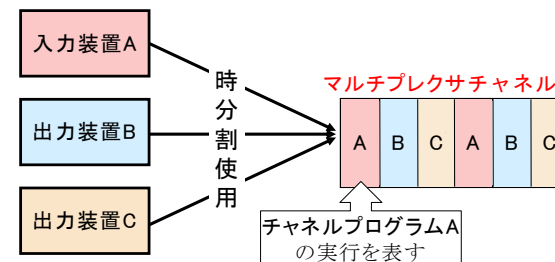 入力装置A
出力装置B
出力装置C
時分割使用
マルチプレクサチャネル
A B C A B C
チャネルプログラムA
の実行を表す